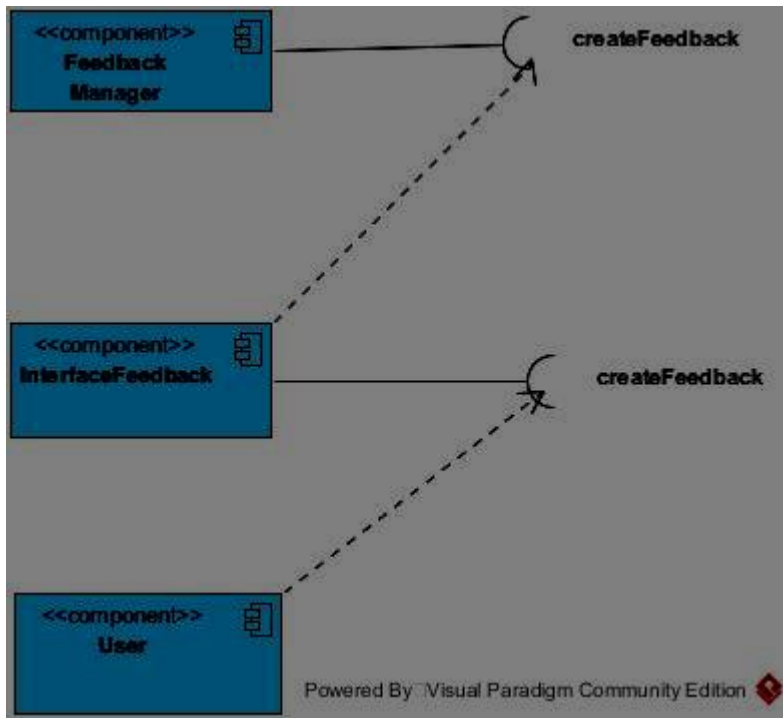 <<component>>
Feedback
Manager
createFeedback
<<component>>
InterfaceFeedback
createFeedback
<<component>>
User
Powered By Visual Paradigm Community Edition